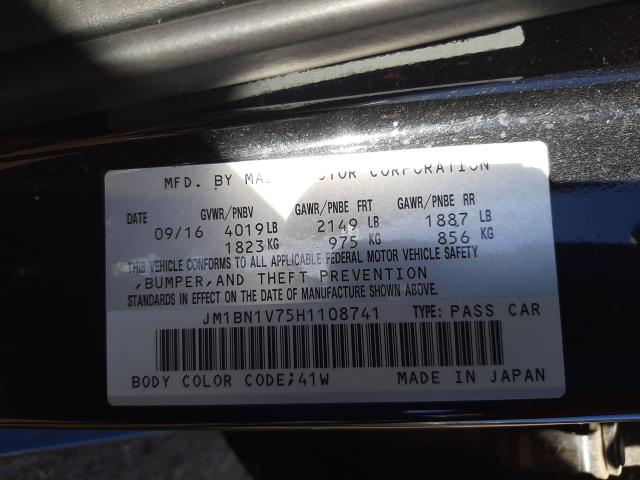 MFD. BY MA OTOR CORPORATION
DATE GVWR/PNBV GAWR/PNBE FRT GAWR/PNBE RR
09/16 4019LB 2149 LB 1887 LB
1823KG 975 KG 856 KG
THIS VEHICLE CONFORMS TO ALL APPLICABLE FEDERAL MOTOR VEHICLE SAFETY
,BUMPER,AND THEFT PREVENTION
STANDARDS IN EFFECT ON THE DATE OF MANUFACTURE SHOWN ABOVE.
JM1BN1V75H1108741 TYPE: PASS CAR
BODY COLOR CODE;41W MADE IN JAPAN